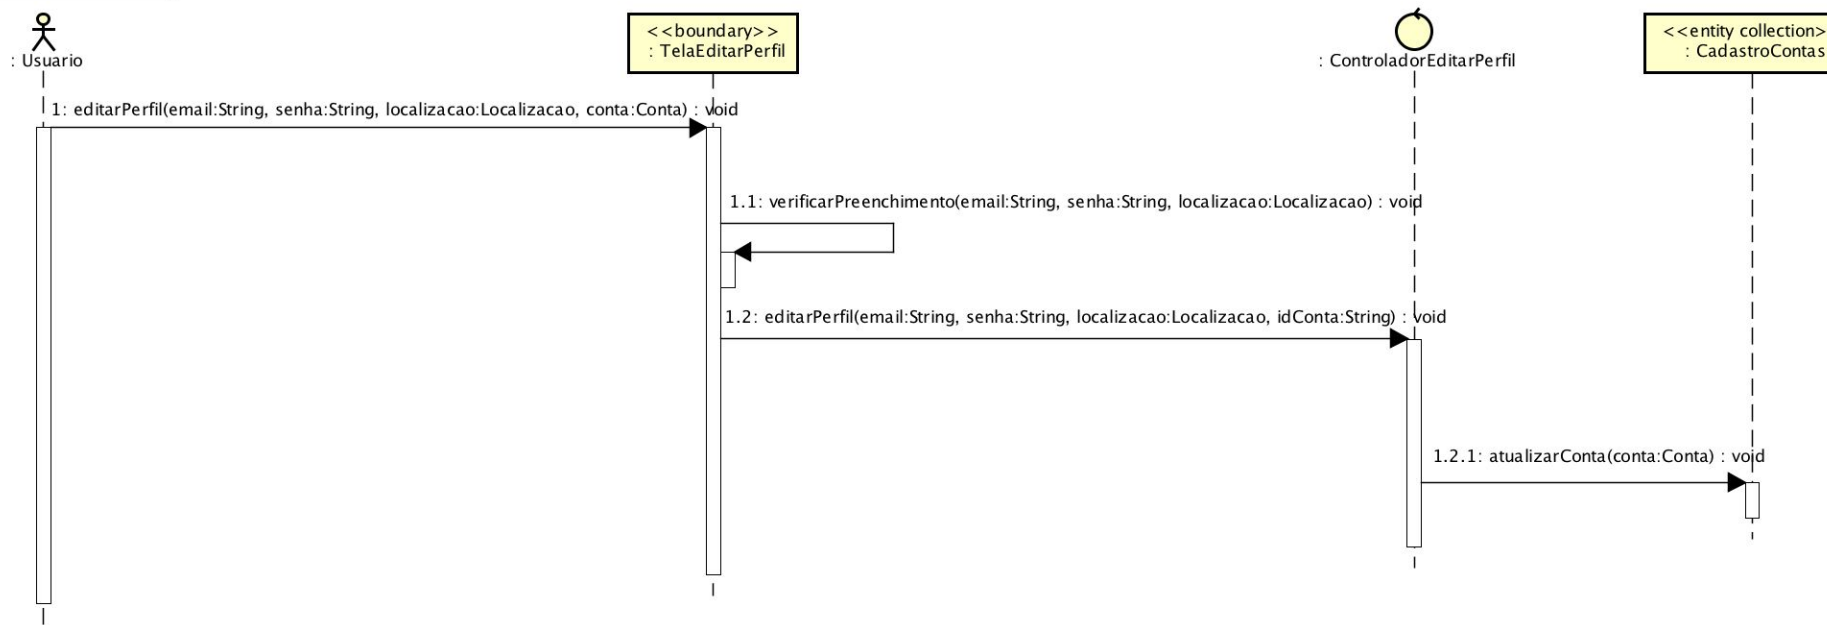 : Usuario
<<boundary>>
: TelaEditarPerfil
: ControladorEditarPerfil
<<entity collection>
: CadastroContas
1: editarPerfil(email:String, senha:String, localizacao:Localizacao, conta:Conta) : void
1.1: verificarPreenchimento(email:String, senha:String, localizacao:Localizacao) : void
1.2: editarPerfil(email:String, senha:String, localizacao:Localizacao, idConta:String) : void
1.2.1: atualizarConta(conta:Conta) : void